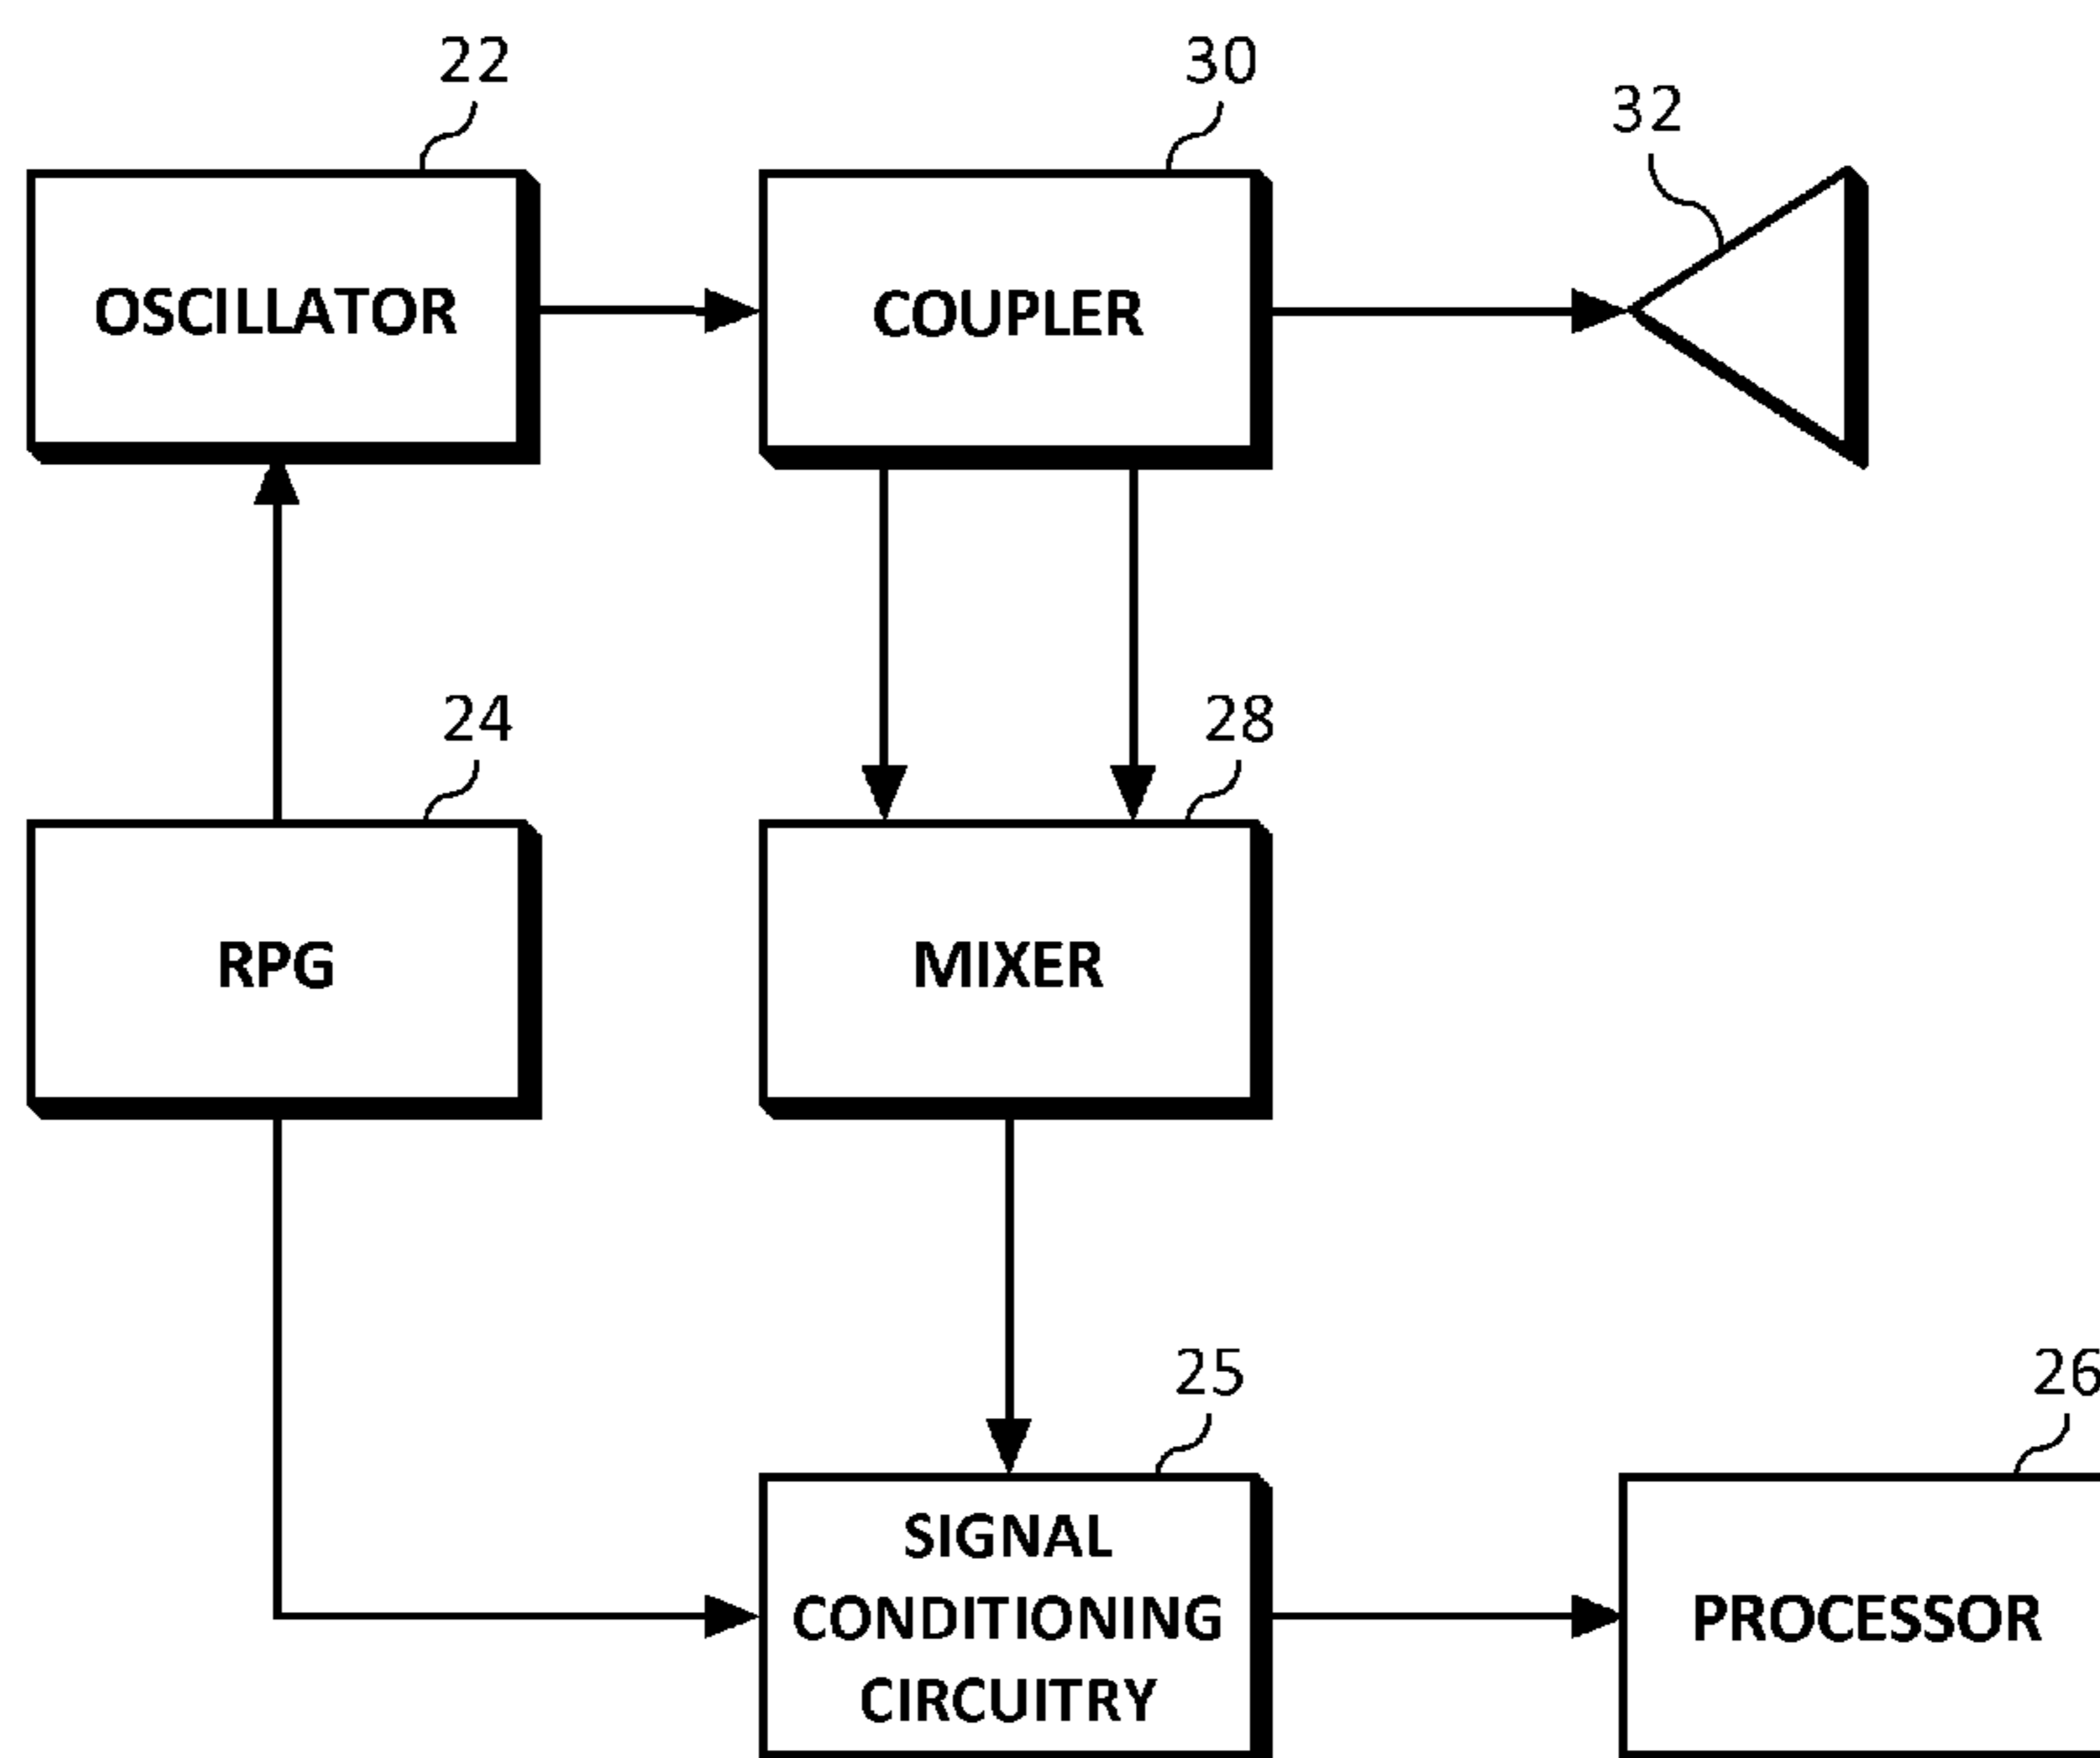 22
30
32
OSCILLATOR
COUPLER
24
28
RPG
MIXER
25
26
SIGNAL
CONDITIONING
CIRCUITRY
PROCESSOR